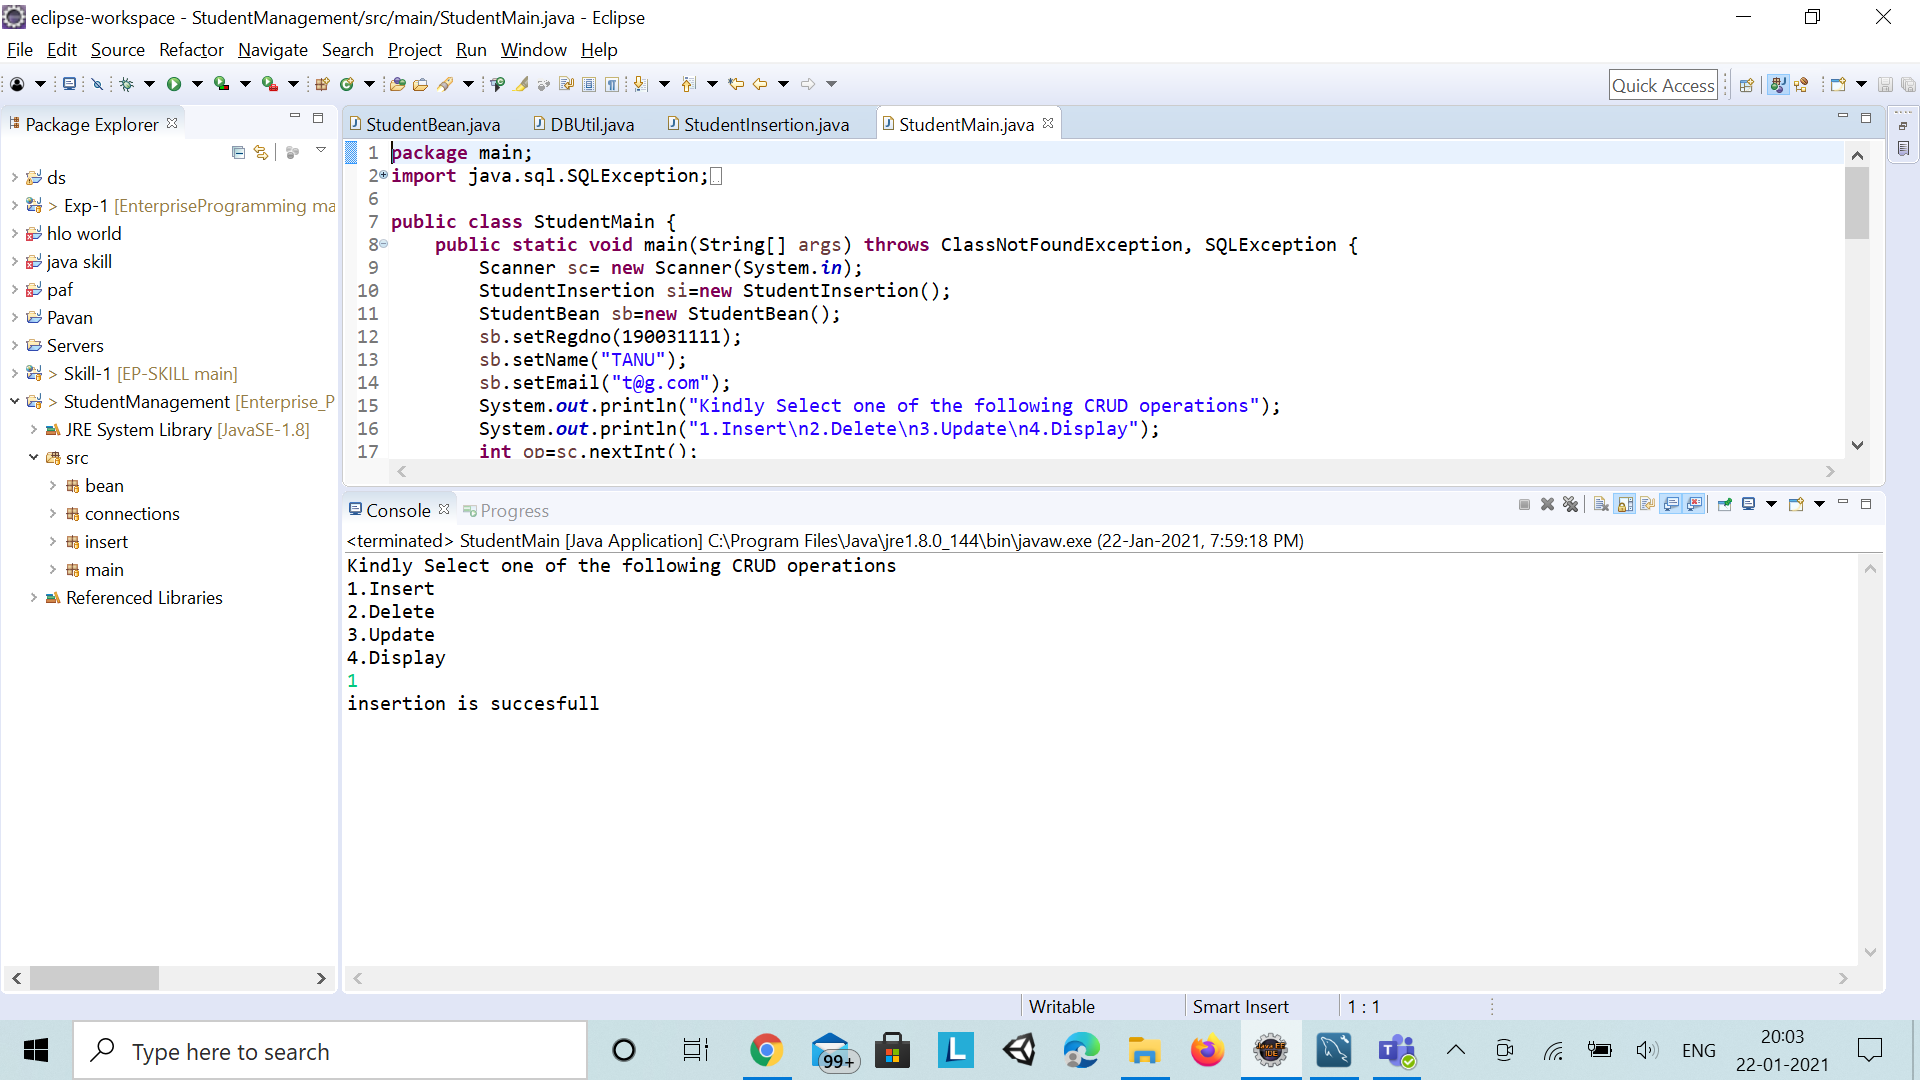 eclipse-workspace - StudentManagement/src/main/StudentMain.java - Eclipse
File Edit Source Refactor Navigate Search Project Run Window Help
Quick Access
Package Explorer
ds
> Exp-1 [EnterpriseProgramming ma
hlo world
java skill
paf
Pavan
Servers
> Skill-1 [EP-SKILL main]
> StudentManagement [Enterprise_P
JRE System Library [JavaSE-1.8]
src
bean
connections
insert
main
Referenced Libraries
StudentBean.java DBUtil.java StudentInsertion.java StudentMain.java
1 package main;
2 import java.sql.SQLException;
6
7 public class StudentMain {
8 public static void main(String[] args) throws ClassNotFoundException, SQLException {
9 Scanner sc= new Scanner(System.in);
10 StudentInsertion si=new StudentInsertion();
11 StudentBean sb=new StudentBean();
12 sb.setRegdno(190031111);
13 sb.setName("TANU");
14 sb.setEmail("t@g.com");
15 System.out.println("Kindly Select one of the following CRUD operations");
16 System.out.println("1.Insert\n2.Delete\n3.Update\n4.Display");
17 int op=sc.nextInt();
Console Progress
<terminated> StudentMain [Java Application] C:\Program Files\Java\jre1.8.0_144\bin\javaw.exe (22-Jan-2021, 7:59:18 PM)
Kindly Select one of the following CRUD operations
1.Insert
2.Delete
3.Update
4.Display
1
insertion is succesfull
Writable Smart Insert 1 : 1
Type here to search
99+
ENG
20:03
22-01-2021